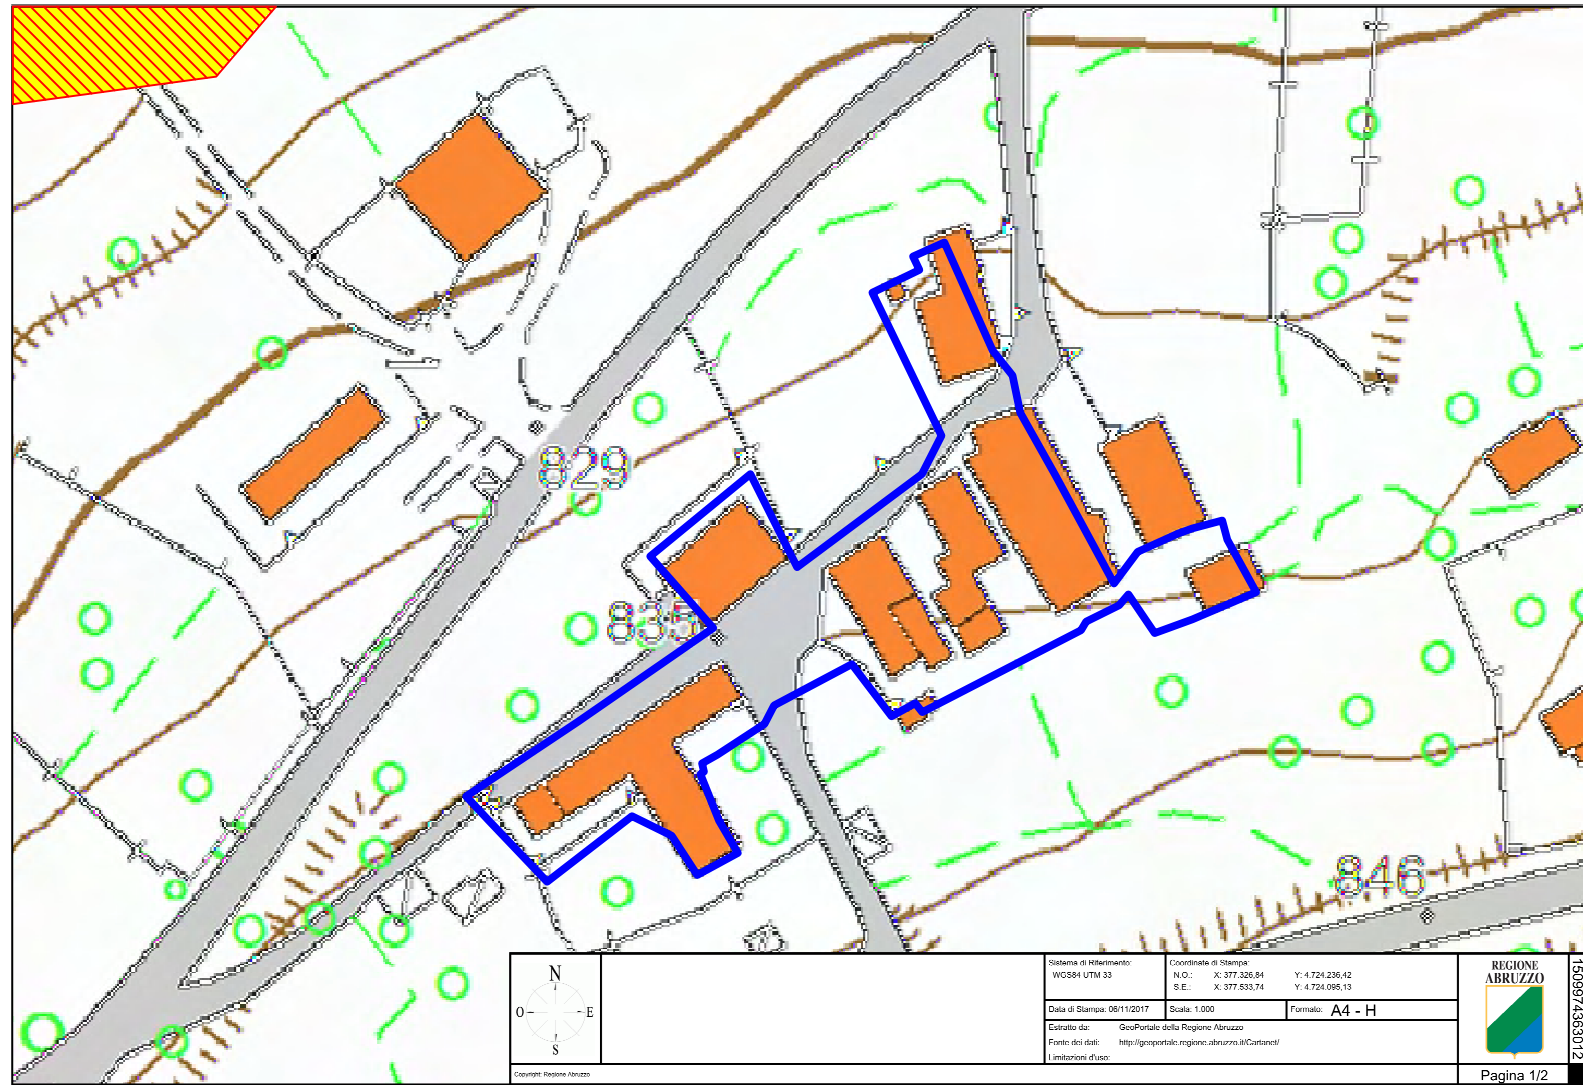 829
835
846
N
O
E
S
Copyright: Regione Abruzzo
Sistema di Riferimento:
WGS84 UTM 33
Coordinate di Stampa:
N.O.: X: 377.326,84 Y: 4.724.236,42
S.E.: X: 377.533,74 Y: 4.724.095,13
Data di Stampa: 06/11/2017
Scala: 1.000
Formato: A4 - H
Estratto da: GeoPortale della Regione Abruzzo
Fonte dei dati: http://geoportale.regione.abruzzo.it/Cartanet/
Limitazioni d'uso:
REGIONE
ABRUZZO
Pagina 1/2
1509974363012